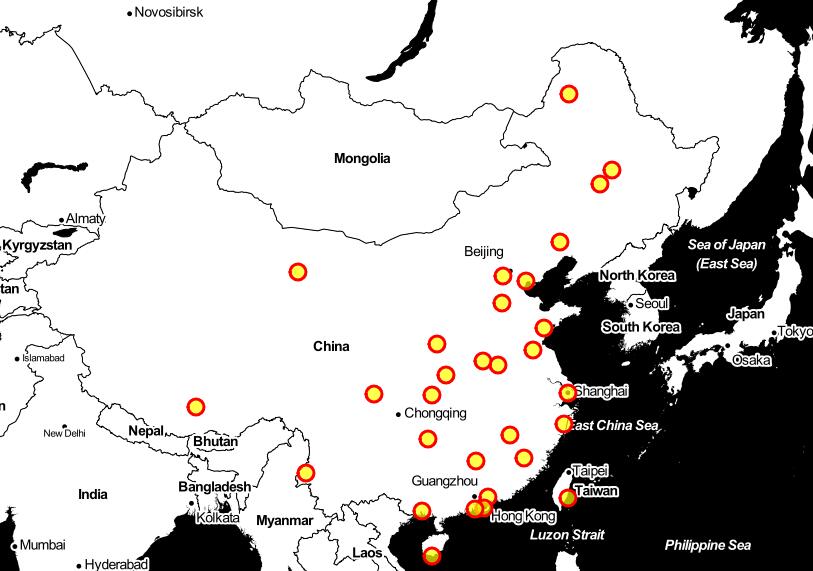 Novosibirsk
Mongolia
Almaty
Kyrgyzstan
Beijing
Sea of Japan
(East Sea)
North Korea
tan
Seoul
Japan
South Korea
Tokyo
China
Islamabad
Osaka
Shanghai
n
Chongqing
East China Sea
New Delhi
Nepal
Bhutan
Taipei
Guangzhou
Bangladesh
Taiwan
India
Kolkata
Myanmar
Hong Kong
Luzon Strait
Mumbai
Laos
Philippine Sea
Hyderabad